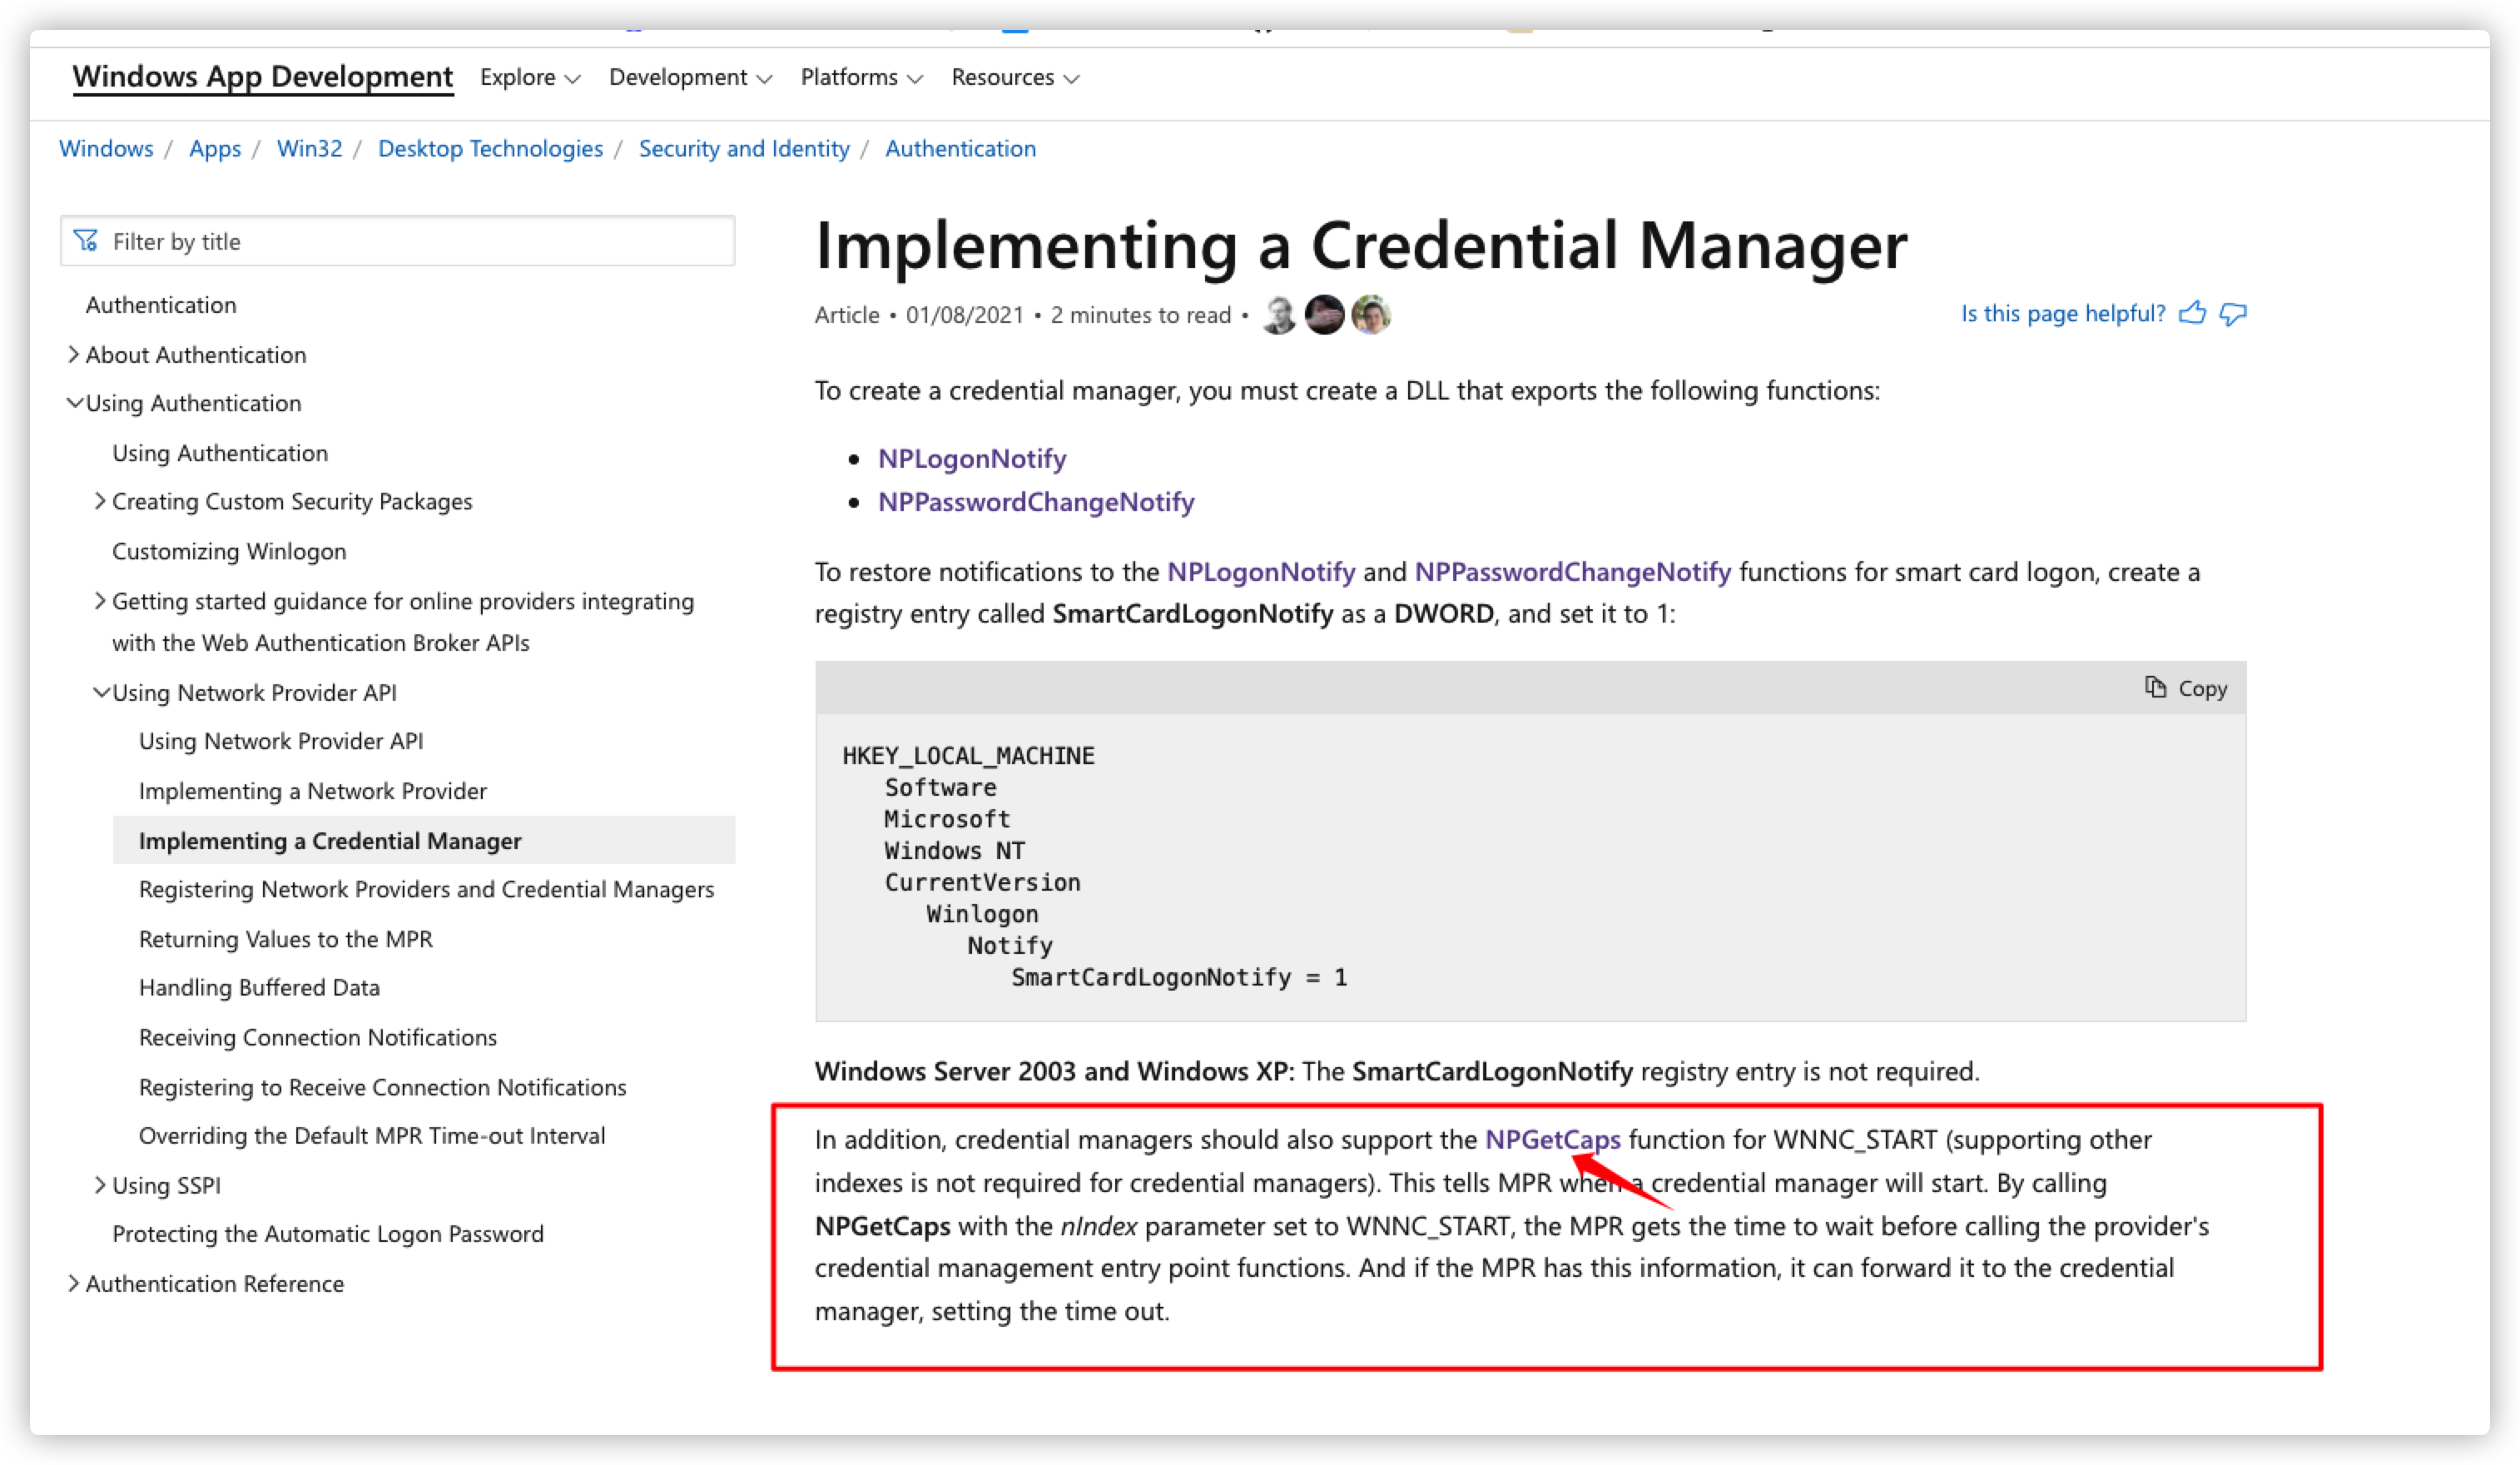 Windows App Development Explore Development Platforms Resources
Windows / Apps / Win32 / Desktop Technologies / Security and Identity / Authentication
Filter by title
Authentication
About Authentication
Using Authentication
Using Authentication
Creating Custom Security Packages
Customizing Winlogon
Getting started guidance for online providers integrating
with the Web Authentication Broker APIs
Using Network Provider API
Using Network Provider API
Implementing a Network Provider
Implementing a Credential Manager
Registering Network Providers and Credential Managers
Returning Values to the MPR
Handling Buffered Data
Receiving Connection Notifications
Registering to Receive Connection Notifications
Overriding the Default MPR Time-out Interval
Using SSPI
Protecting the Automatic Logon Password
Authentication Reference
Implementing a Credential Manager
Article • 01/08/2021 • 2 minutes to read •
Is this page helpful?
To create a credential manager, you must create a DLL that exports the following functions:
• NPLogonNotify
• NPPasswordChangeNotify
To restore notifications to the NPLogonNotify and NPPasswordChangeNotify functions for smart card logon, create a
registry entry called SmartCardLogonNotify as a DWORD, and set it to 1:
Copy
HKEY_LOCAL_MACHINE
Software
Microsoft
Windows NT
CurrentVersion
Winlogon
Notify
SmartCardLogonNotify = 1
Windows Server 2003 and Windows XP: The SmartCardLogonNotify registry entry is not required.
In addition, credential managers should also support the NPGetCaps function for WNNC_START (supporting other
indexes is not required for credential managers). This tells MPR when a credential manager will start. By calling
NPGetCaps with the nIndex parameter set to WNNC_START, the MPR gets the time to wait before calling the provider's
credential management entry point functions. And if the MPR has this information, it can forward it to the credential
manager, setting the time out.